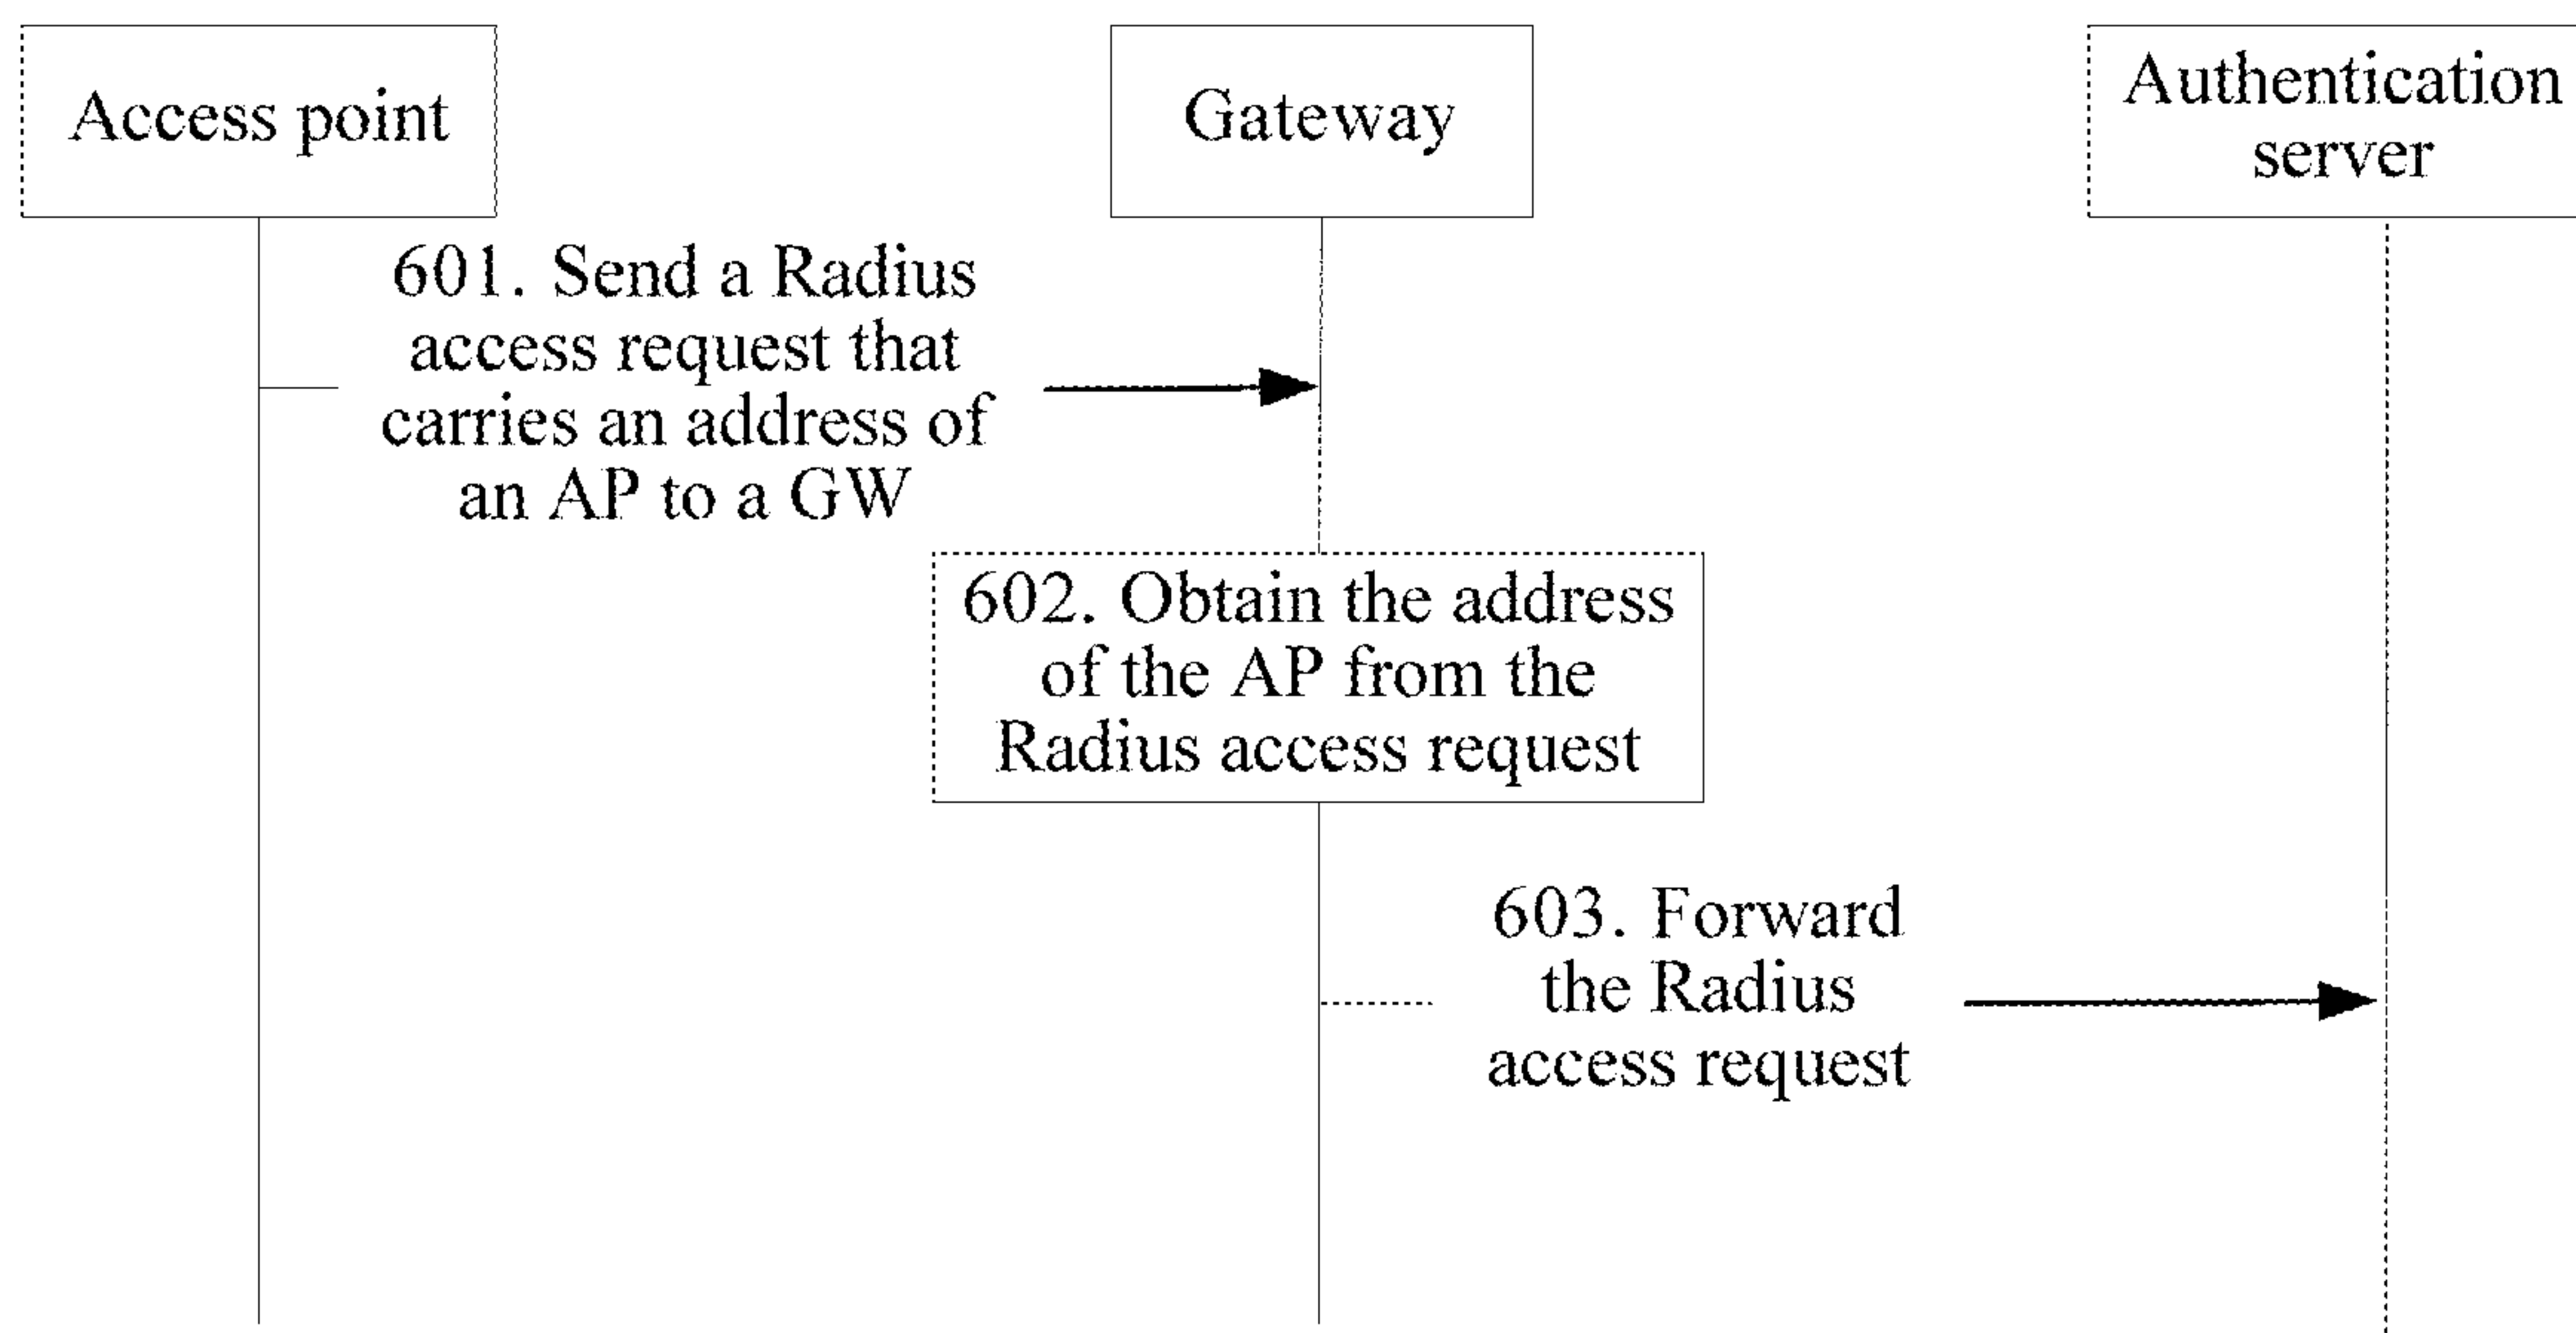 Access point
Gateway
Authentication
server
601. Send a Radius
access request that
carries an address of
an AP to a GW
602. Obtain the address
of the AP from the
Radius access request
603. Forward
the Radius
access request